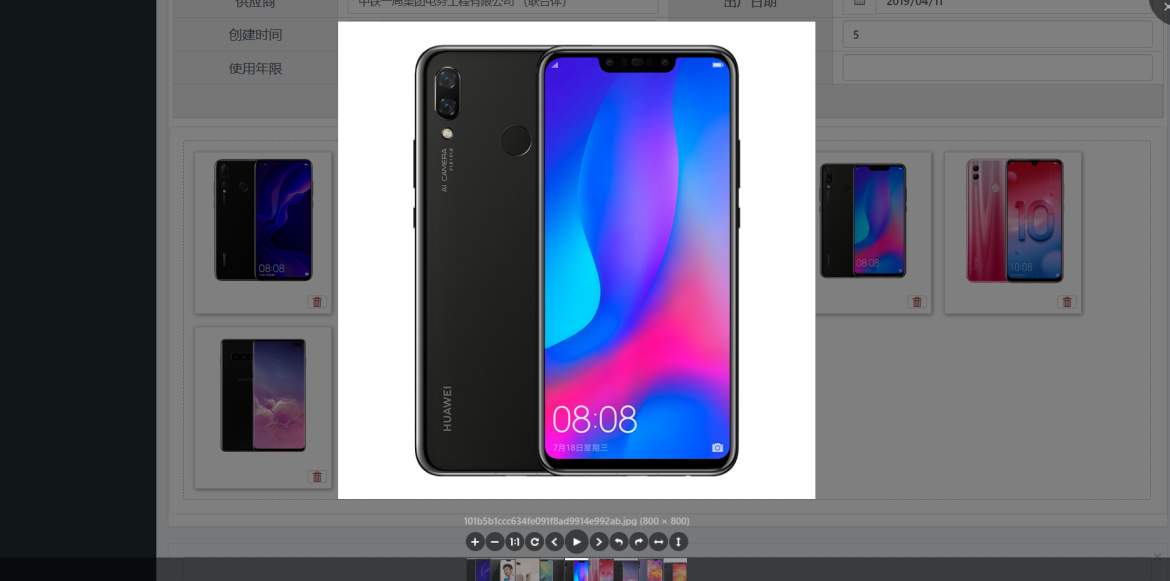 供应商
中铁一局集团电务工程有限公司（联合体）
出厂日期
2019/04/11
创建时间
5
使用年限
AI CAMERA
HUAWEI
08:08
7月18日星期三
08:08
08:08
10
10:08
101b5b1ccc634fe091f8ad9914e992ab.jpg (800 × 800)
1:1